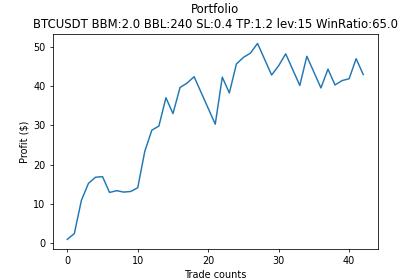 Portfolio
BTCUSDT BBM:2.0 BBL:240 SL:0.4 TP:1.2 lev:15 WinRatio:65.0
50
40
30
20
10
0
Profit ($)
0 10 20 30 40
Trade counts